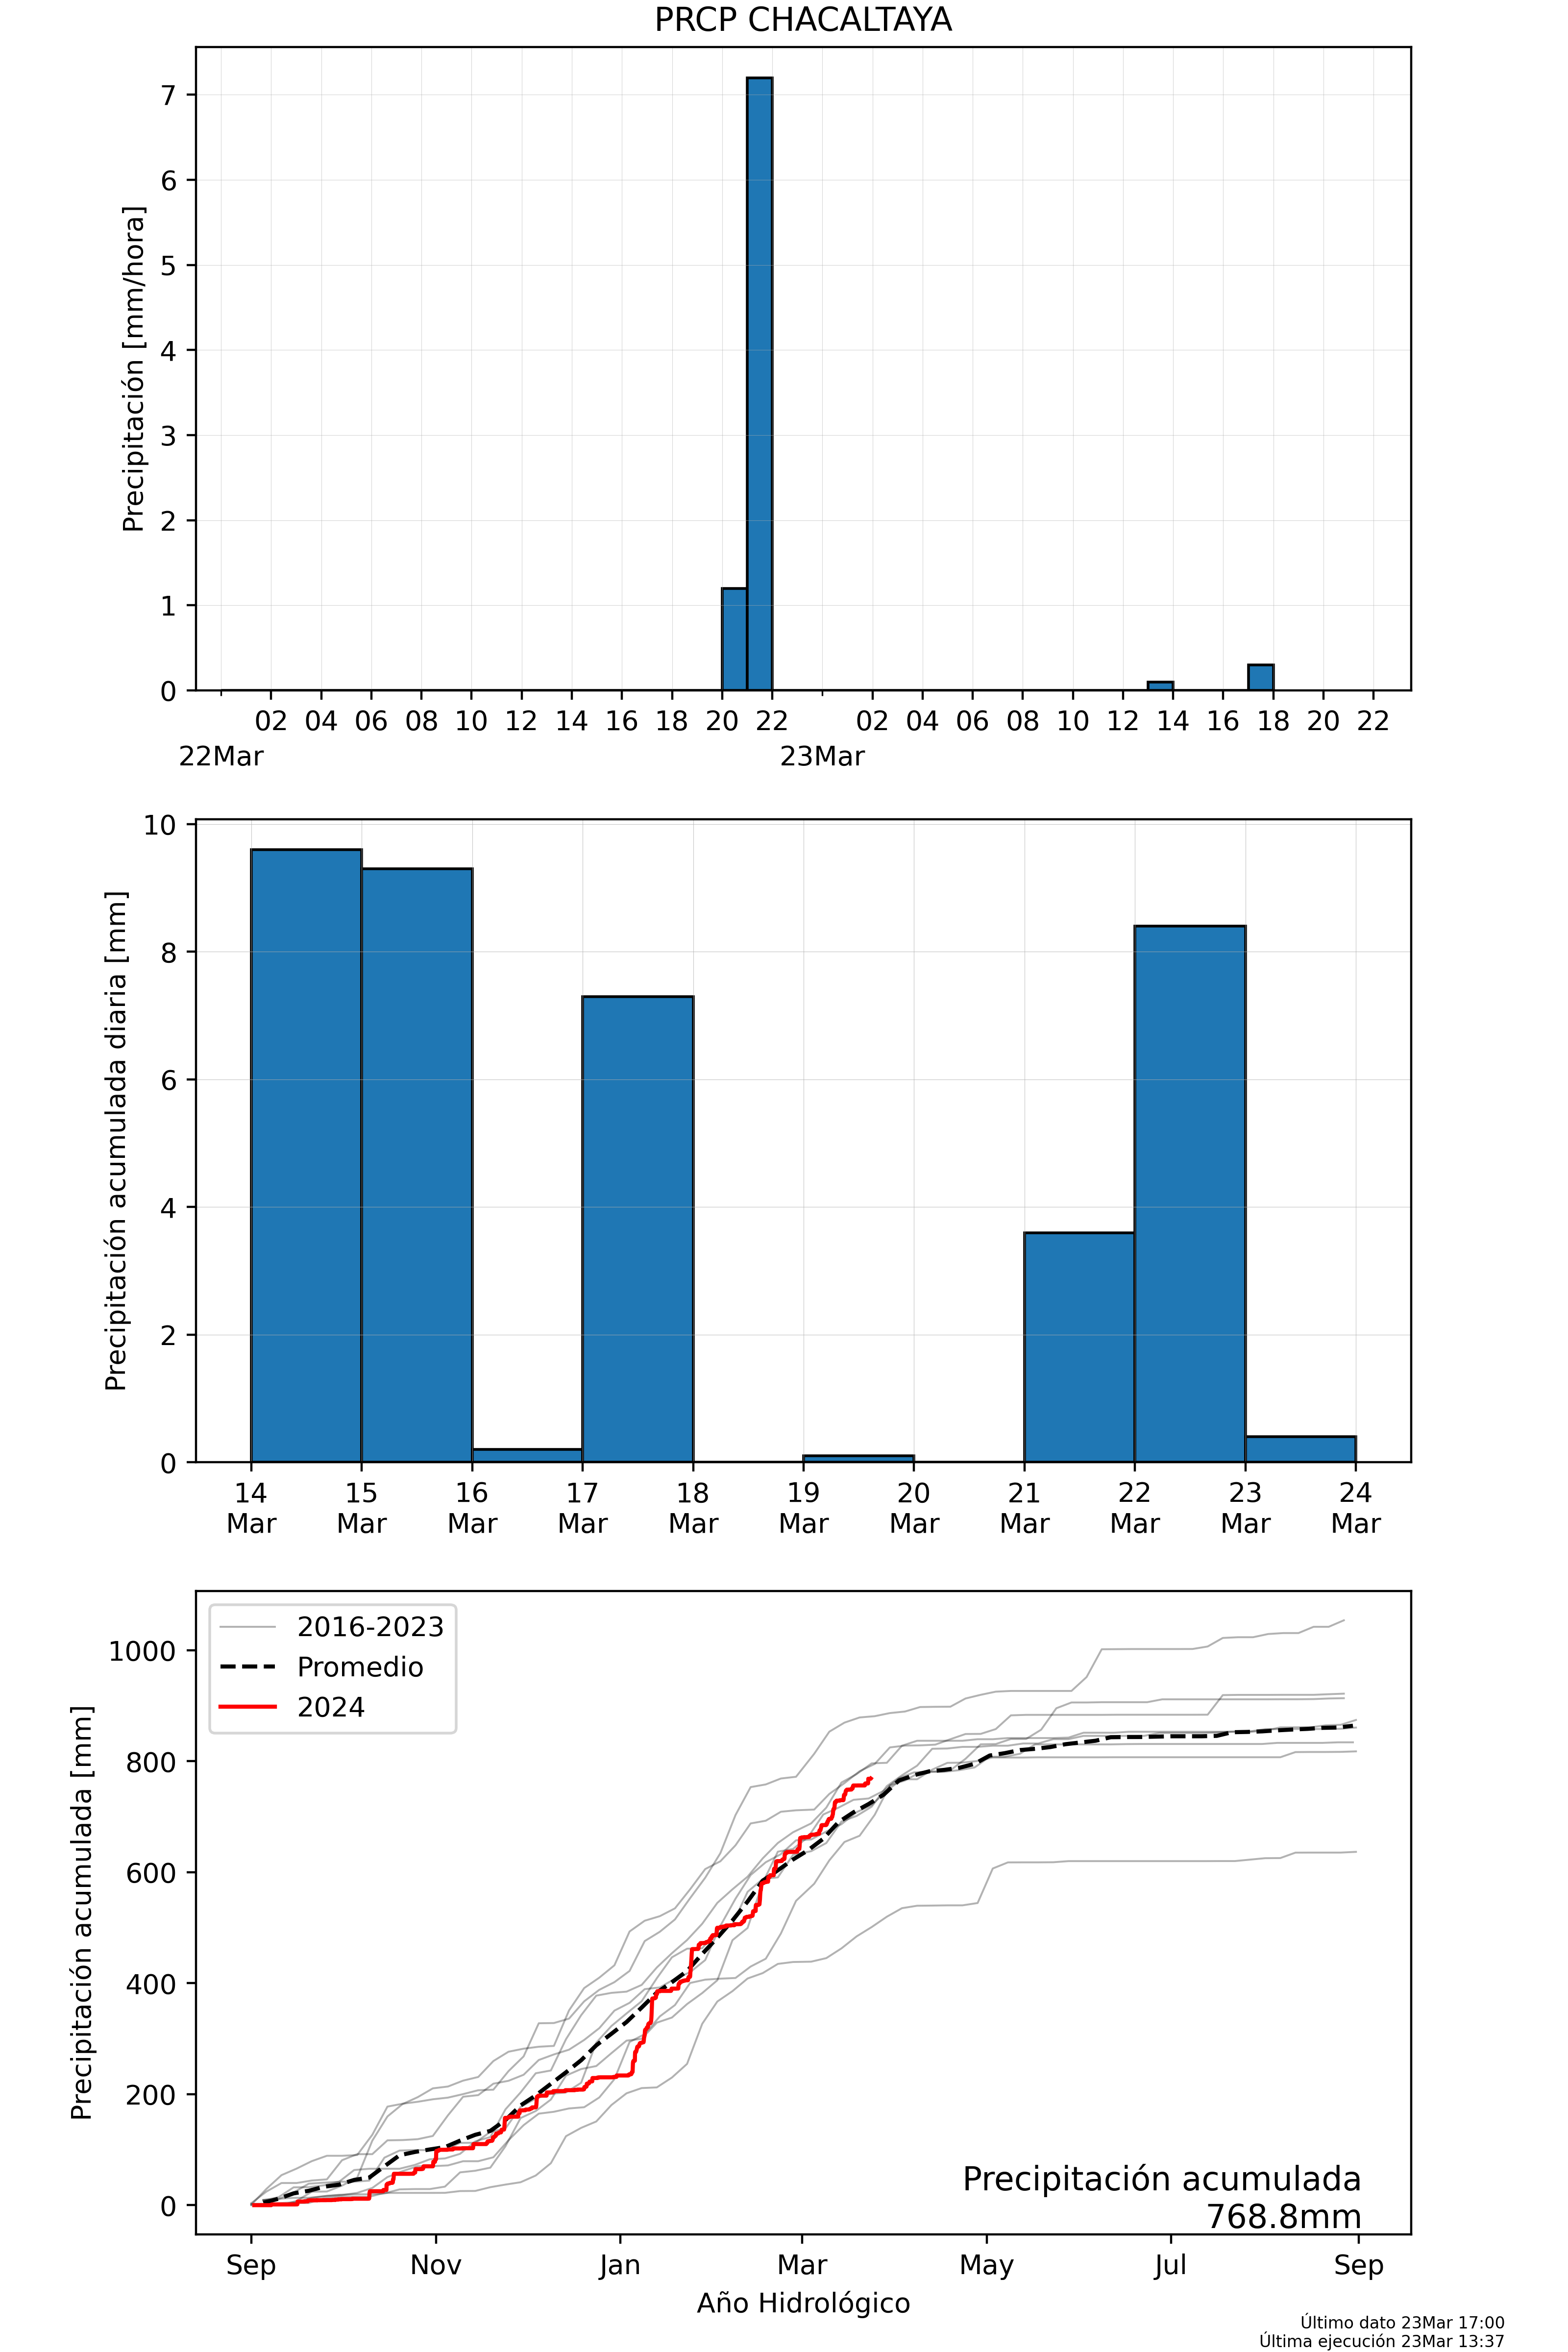 PRCP CHACALTAYA
Precipitación [mm/hora]
7
6
5
4
3
2
1
0
02 04 06 08 10 12 14 16 18 20 22 02 04 06 08 10 12 14 16 18 20 22
22Mar 23Mar
Precipitación acumulada diaria [mm]
10
8
6
4
2
0
14 15 16 17 18 19 20 21 22 23 24
Mar Mar Mar Mar Mar Mar Mar Mar Mar Mar Mar
Precipitación acumulada [mm]
1000
800
600
400
200
0
2016-2023
Promedio
2024
Precipitación acumulada
768.8mm
Sep Nov Jan Mar May Jul Sep
Año Hidrológico
Último dato 23Mar 17:00
Última ejecución 23Mar 13:37